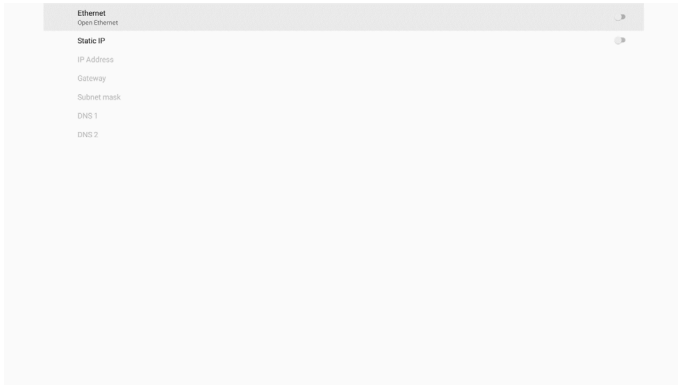 Ethernet
Open Ethernet
Static IP
IP Address
Gateway
Subnet mask
DNS 1
DNS 2